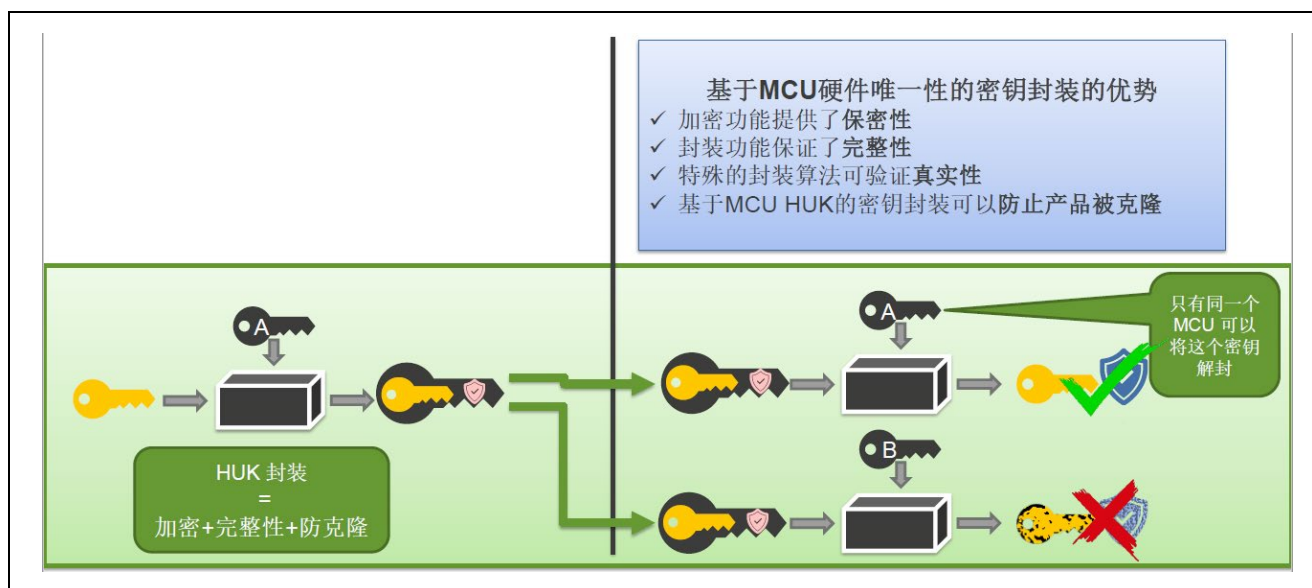 基于MCU硬件唯一性的密钥封装的优势
✓ 加密功能提供了保密性
✓ 封装功能保证了完整性
✓ 特殊的封装算法可验证真实性
✓ 基于MCU HUK的密钥封装可以防止产品被克隆
A
A
只有同一个
MCU 可以
将这个密钥
解封
HUK 封装
=
加密+完整性+防克隆
B